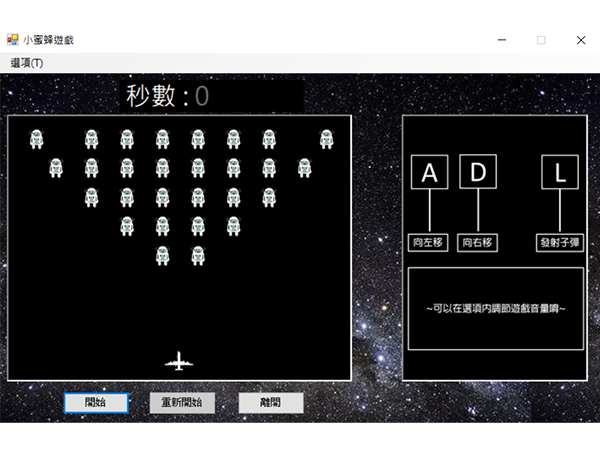 小蜜蜂遊戲
選項(T)
秒數 : 0
A D L
向左移 向右移 發射子彈
~可以在選項內調節遊戲音量唷~
開始 重新開始 離開